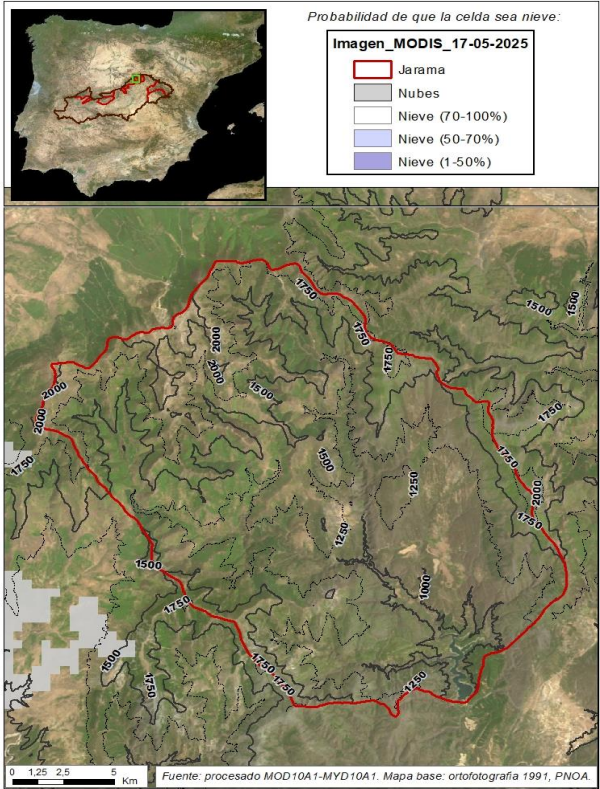 Probabilidad de que la celda sea nieve:
Imagen_MODIS_17-05-2025
Jarama
Nubes
Nieve (70-100%)
Nieve (50-70%)
Nieve (1-50%)
1750
1500
1500
2000
1750
1750
2000
2000
1500
1750
2000
1750
1500
1750
1250
2000
1750
1250
1500
1000
1750
1500
1750
1750
1750
1250
0 1,25 2,5 5
Km
Fuente: procesado MOD10A1-MYD10A1. Mapa base: ortofotografia 1991, PNOA.